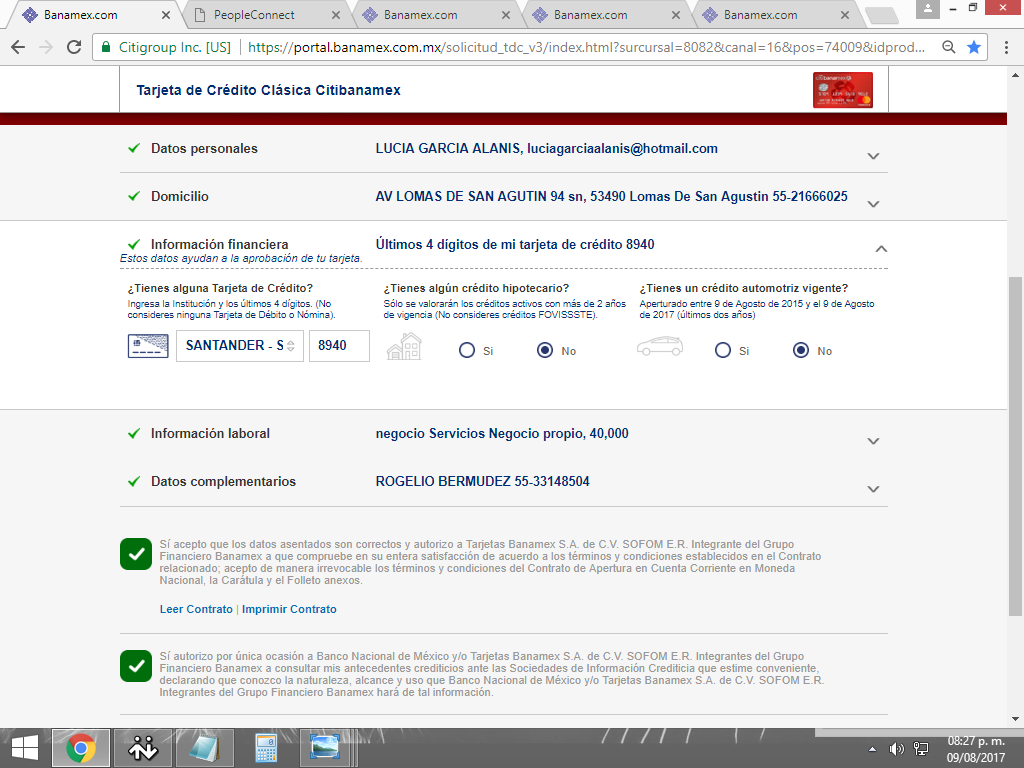 Banamex.com
PeopleConnect
Banamex.com
Banamex.com
Banamex.com
Citigroup Inc. [US]
https://portal.banamex.com.mx/solicitud_tdc_v3/index.html?sursursal=8082&canal=16&pos=74009&idprod...
Tarjeta de Crédito Clásica Citibanamex
Datos personales
LUCIA GARCIA ALANIS, luciagarciaalanis@hotmail.com
Domicilio
AV LOMAS DE SAN AGUTIN 94 sn, 53490 Lomas De San Agustin 55-21666025
Información financiera
Últimos 4 dígitos de mi tarjeta de crédito 8940
Estos datos ayudan a la aprobación de tu tarjeta.
¿Tienes alguna Tarjeta de Crédito?
Ingresa la Institución y los últimos 4 dígitos. (No
consideres ninguna Tarjeta de Débito o Nómina).
SANTANDER - S
8940
¿Tienes algún crédito hipotecario?
Sólo se valorarán los créditos activos con más de 2 años
de vigencia (No consideres créditos FOVISSSTE).
Si
No
¿Tienes un crédito automotriz vigente?
Aperturado entre 9 de Agosto de 2015 y el 9 de Agosto
de 2017 (últimos dos años)
Si
No
Información laboral
negocio Servicios Negocio propio, 40,000
Datos complementarios
ROGELIO BERMUDEZ 55-33148504
Sí acepto que los datos asentados son correctos y autorizo a Tarjetas Banamex S.A. de C.V. SOFOM E.R. Integrante del Grupo
Financiero Banamex a que compruebe en su entera satisfacción de acuerdo a los términos y condiciones establecidos en el Contrato
relacionado; acepto de manera irrevocable los términos y condiciones del Contrato de Apertura en Cuenta Corriente en Moneda
Nacional, la Carátula y el Folleto anexos.
Leer Contrato | Imprimir Contrato
Sí autorizo por única ocasión a Banco Nacional de México y/o Tarjetas Banamex S.A. de C.V. SOFOM E.R. Integrantes del Grupo
Financiero Banamex a consultar mis antecedentes crediticios ante las Sociedades de Información Crediticia que estime conveniente,
declarando que conozco la naturaleza, alcance y uso que Banco Nacional de México y/o Tarjetas Banamex S.A. de C.V. SOFOM E.R.
Integrantes del Grupo Financiero Banamex hará de tal información.
08:27 p. m.
09/08/2017